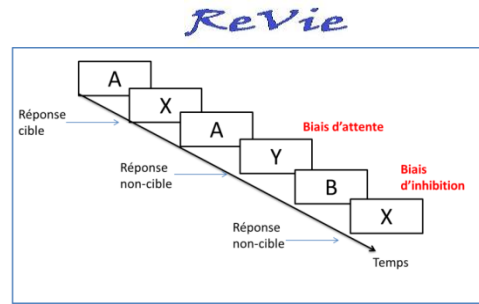 ReVie
A
X
Réponse
cible
A
Biais d'attente
Y
Réponse
non-cible
B
Biais
d'inhibition
X
Réponse
non-cible
Temps